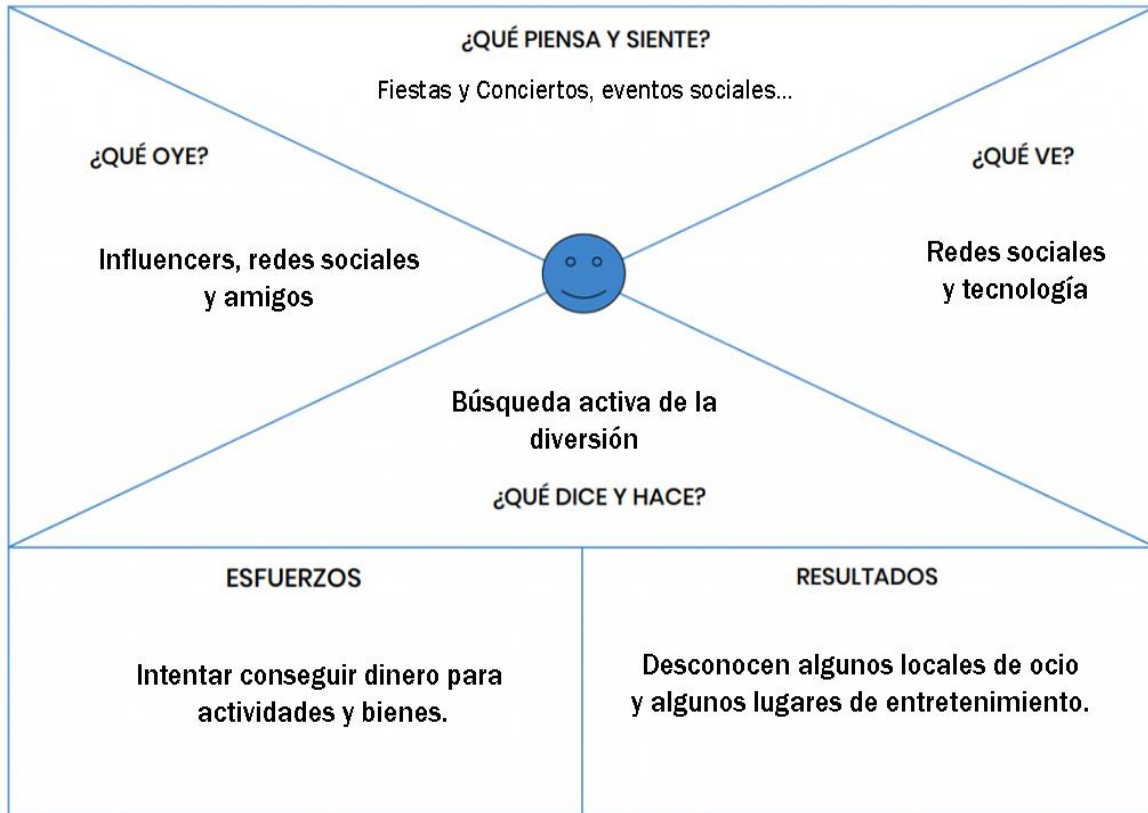 ¿QUÉ PIENSA Y SIENTE?
Fiestas y Conciertos, eventos sociales...
¿QUÉ OYE?
Influencers, redes sociales
y amigos
¿QUÉ VE?
Redes sociales
y tecnología
Búsqueda activa de la
diversión
¿QUÉ DICE Y HACE?
ESFUERZOS
Intentar conseguir dinero para
actividades y bienes.
RESULTADOS
Desconocen algunos locales de ocio
y algunos lugares de entretenimiento.